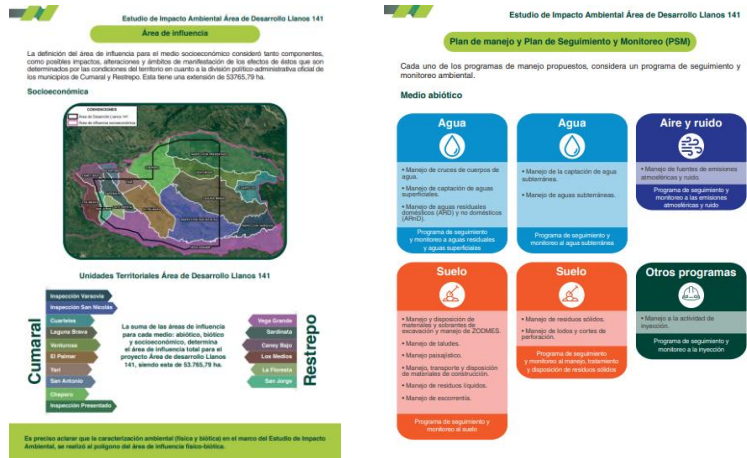 Estudio de Impacto Ambiental Área de Desarrollo Llanos 141
Área de influencia
La definición del área de influencia para el medio socioeconómico consideró tanto componentes,
como posibles impactos, alteraciones y ámbitos de manifestación de los efectos de éstos que son
determinados por las condiciones del territorio en cuanto a la división político-administrativa oficial de
los municipios de Cumaral y Restrepo. Esta tiene una extensión de 53765,79 ha.
Socioeconómica
CONVENCIONES
Área de Desarrollo Llanos 141
Área de influencia socioeconómica
Unidades Territoriales Área de Desarrollo Llanos 141
Cumaral
Inspección Varsovia
Inspección San Nicolás
Cuarteles
Laguna Brava
Venturosa
El Palmar
Yari
San Antonio
Chepero
Inspección Presentado
La suma de las áreas de influencia
para cada medio: abiótico, biótico
y socioeconómico, determina
el área de influencia total para el
proyecto Área de desarrollo Llanos
141, siendo esta de 53.765,79 ha.
Vega Grande
Sardinata
Caney Bajo
Los Medios
La Floresta
San Jorge
Restrepo
Es preciso aclarar que la caracterización ambiental (física y biótica) en el marco del Estudio de Impacto
Ambiental, se realizó al polígono del área de influencia físico-biótica.
Estudio de Impacto Ambiental Área de Desarrollo Llanos 141
Plan de manejo y Plan de Seguimiento y Monitoreo (PSM)
Cada uno de los programas de manejo propuestos, considera un programa de seguimiento y
monitoreo ambiental.
Medio abiótico
Agua
• Manejo de cruces de cuerpos de
agua.
• Manejo de captación de aguas
superficiales.
• Manejo de aguas residuales
domésticos (ARD) y no domésticos
(ARnD).
Programa de seguimiento
y monitoreo a aguas residuales
y aguas superficiales
Agua
• Manejo de la captación de agua
subterránea.
• Manejo de aguas subterráneas.
Programa de seguimiento y
monitoreo al agua subterránea
Aire y ruido
• Manejo de fuentes de emisiones
atmosféricas y ruido.
Programa de seguimiento y
monitoreo a las emisiones
atmosféricas y ruido
Suelo
• Manejo y disposición de
materiales y sobrantes de
excavación y manejo de ZODMES.
• Manejo de taludes.
• Manejo paisajístico.
• Manejo, transporte y disposición
de materiales de construcción.
• Manejo de residuos líquidos.
• Manejo de escorrentía.
Programa de seguimiento y
monitoreo al suelo
Suelo
• Manejo de residuos sólidos.
• Manejo de lodos y cortes de
perforación.
Programa de seguimiento
y monitoreo al manejo, tratamiento
y disposición de residuos sólidos
Otros programas
• Manejo a la actividad de
inyección.
Programa de seguimiento y
monitoreo a la inyección